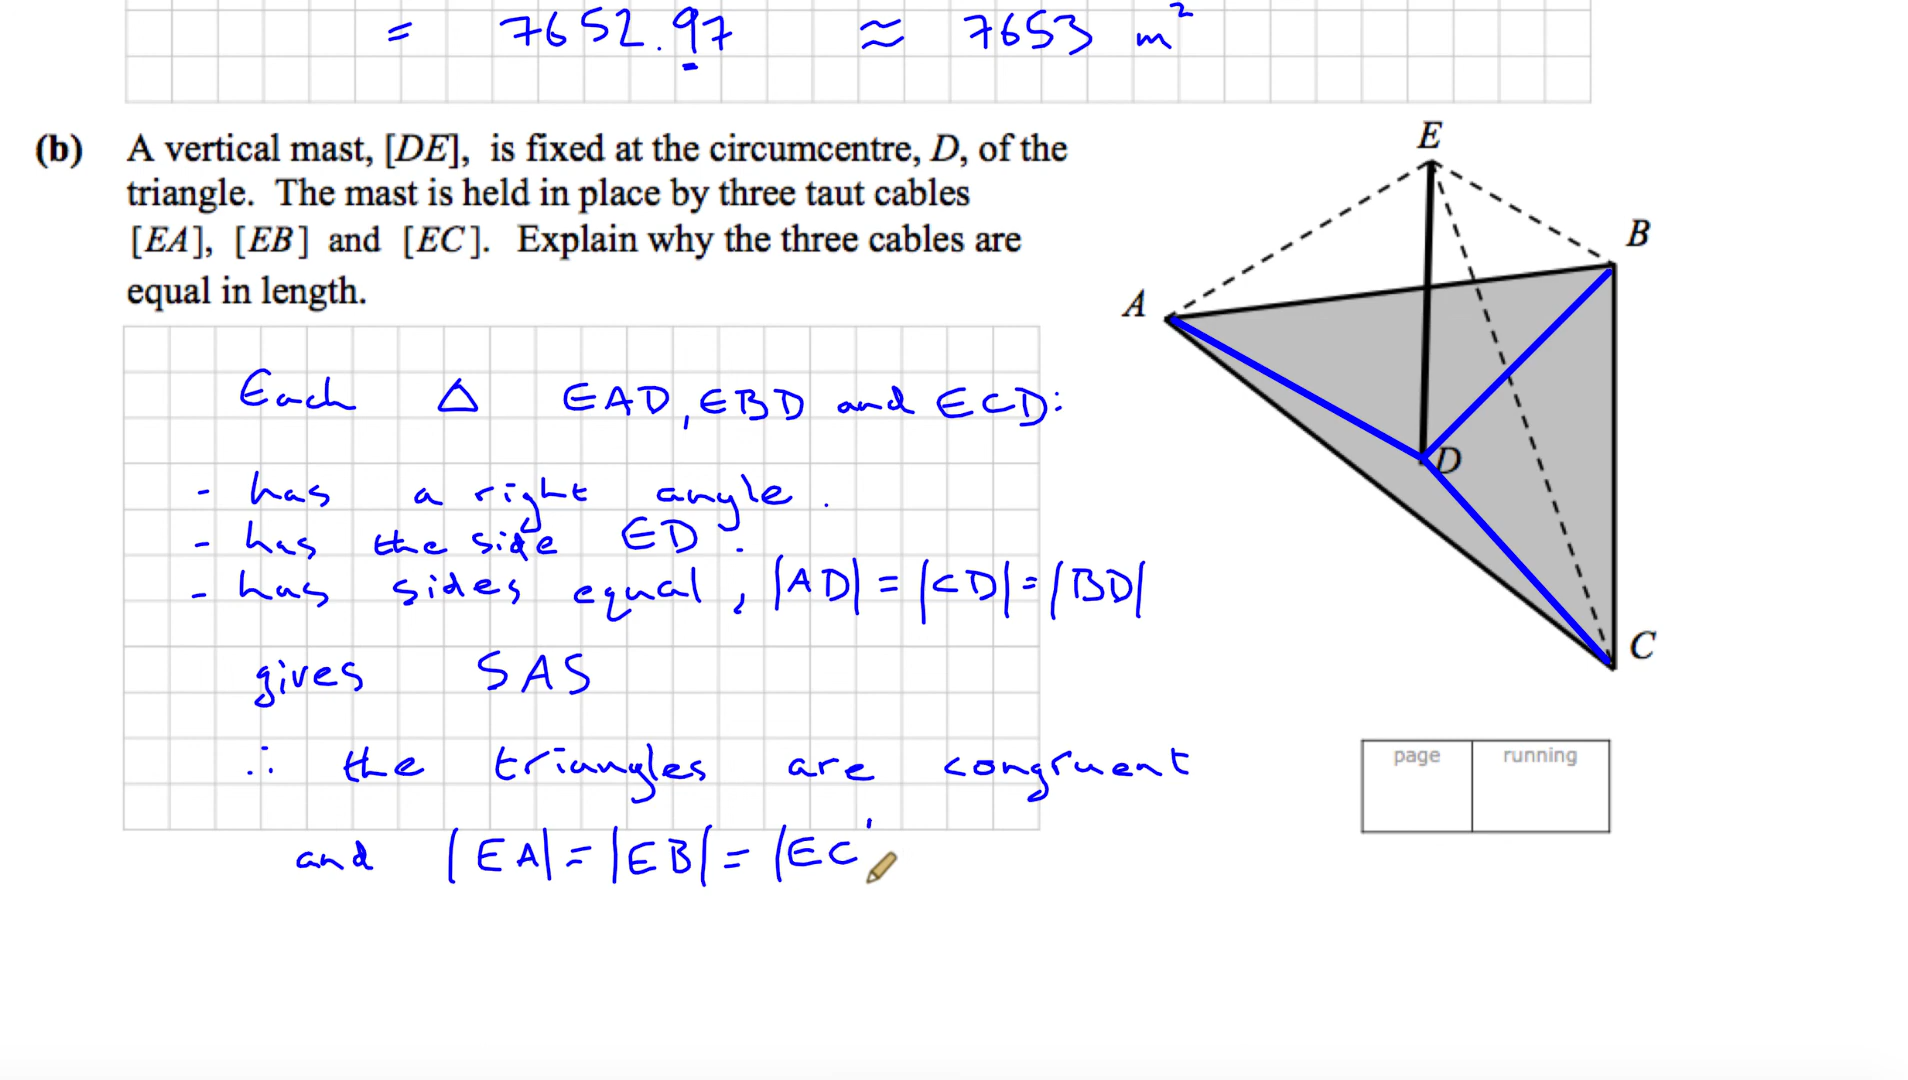 = 7652.97 ≈ 7653 m²
(b) A vertical mast, [DE], is fixed at the circumcentre, D, of the
triangle. The mast is held in place by three taut cables
[EA], [EB] and [EC]. Explain why the three cables are
equal in length.
E
B
A
D
C
Each △ EAD, EBD and ECD:
- has a right angle.
- has the side ED.
- has sides equal, |AD| = |CD| = |BD|
gives SAS
∴ the triangles are congruent
and |EA| = |EB| = |EC
page running